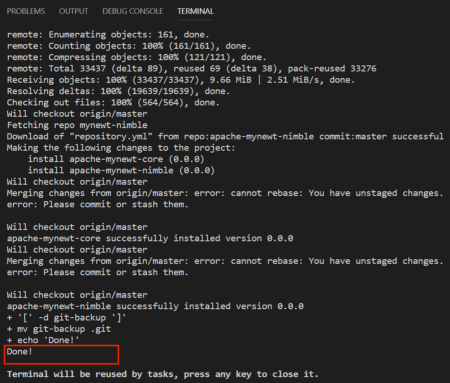 PROBLEMS OUTPUT DEBUG CONSOLE TERMINAL
remote: Enumerating objects: 161, done.
remote: Counting objects: 100% (161/161), done.
remote: Compressing objects: 100% (121/121), done.
remote: Total 33437 (delta 89), reused 69 (delta 38), pack-reused 33276
Receiving objects: 100% (33437/33437), 9.66 MiB | 2.51 MiB/s, done.
Resolving deltas: 100% (19639/19639), done.
Checking out files: 100% (564/564), done.
Will checkout origin/master
Fetching repo mynewt-nimble
Download of "repository.yml" from repo:apache-mynewt-nimble commit:master successful
Making the following changes to the project:
    install apache-mynewt-core (0.0.0)
    install apache-mynewt-nimble (0.0.0)
Will checkout origin/master
Merging changes from origin/master: error: cannot rebase: You have unstaged changes.
error: Please commit or stash them.
Will checkout origin/master
apache-mynewt-core successfully installed version 0.0.0
Will checkout origin/master
Merging changes from origin/master: error: cannot rebase: You have unstaged changes.
error: Please commit or stash them.
Will checkout origin/master
apache-mynewt-nimble successfully installed version 0.0.0
+ '[' -d git-backup ']'
+ mv git-backup .git
+ echo 'Done!'
Done!
Terminal will be reused by tasks, press any key to close it.